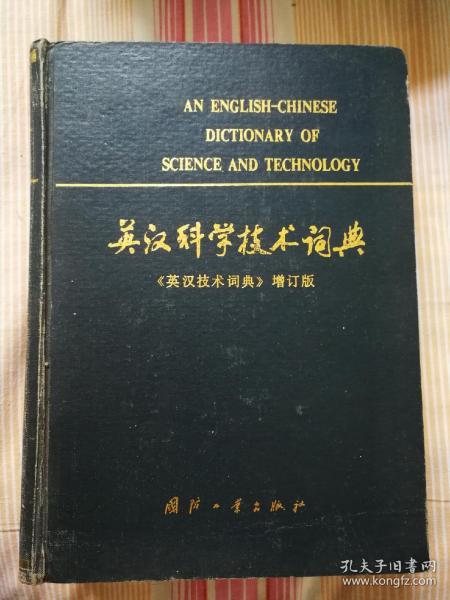 AN ENGLISH-CHINESE
DICTIONARY OF
SCIENCE AND TECHNOLOGY
英汉科学技术词典
《英汉技术词典》增订版
国防工业出版社
孔夫子旧书网
www.kongfz.com